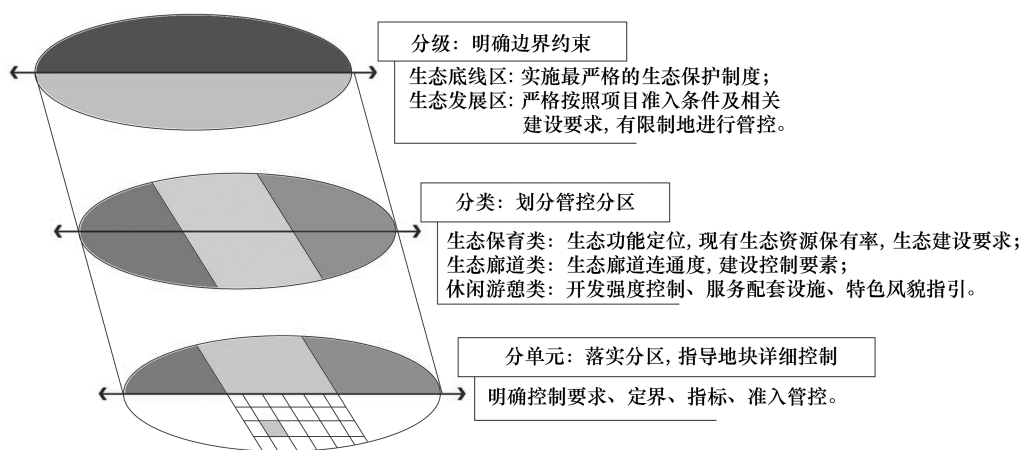 分级：明确边界约束
生态底线区：实施最严格的生态保护制度；
生态发展区：严格按照项目准入条件及相关
建设要求，有限制地进行管控。
分类：划分管控分区
生态保育类：生态功能定位，现有生态资源保有率，生态建设要求；
生态廊道类：生态廊道连通度，建设控制要素；
休闲游憩类：开发强度控制、服务配套设施、特色风貌指引。
分单元：落实分区，指导地块详细控制
明确控制要求、定界、指标、准入管控。